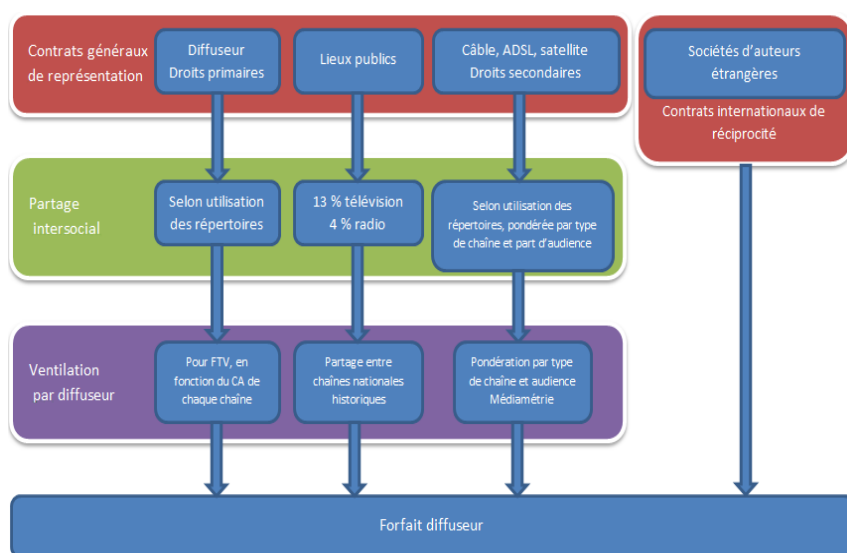 Contrats généraux
de représentation
Diffuseur
Droits primaires
Lieux publics
Câble, ADSL, satellite
Droits secondaires
Sociétés d'auteurs
étrangères
Contrats internationaux de
réciprocité
Partage
intersocial
Selon utilisation
des répertoires
13 % télévision
4 % radio
Selon utilisation des
répertoires, pondérée par type
de chaîne et part d'audience
Ventilation
par diffuseur
Pour FTV, en
fonction du CA de
chaque chaîne
Partage entre
chaînes nationales
historiques
Pondération par type
de chaîne et audience
Médiamétrie
Forfait diffuseur